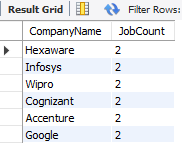 Result Grid Filter Rows:
CompanyName JobCount
Hexaware 2
Infosys 2
Wipro 2
Cognizant 2
Accenture 2
Google 2